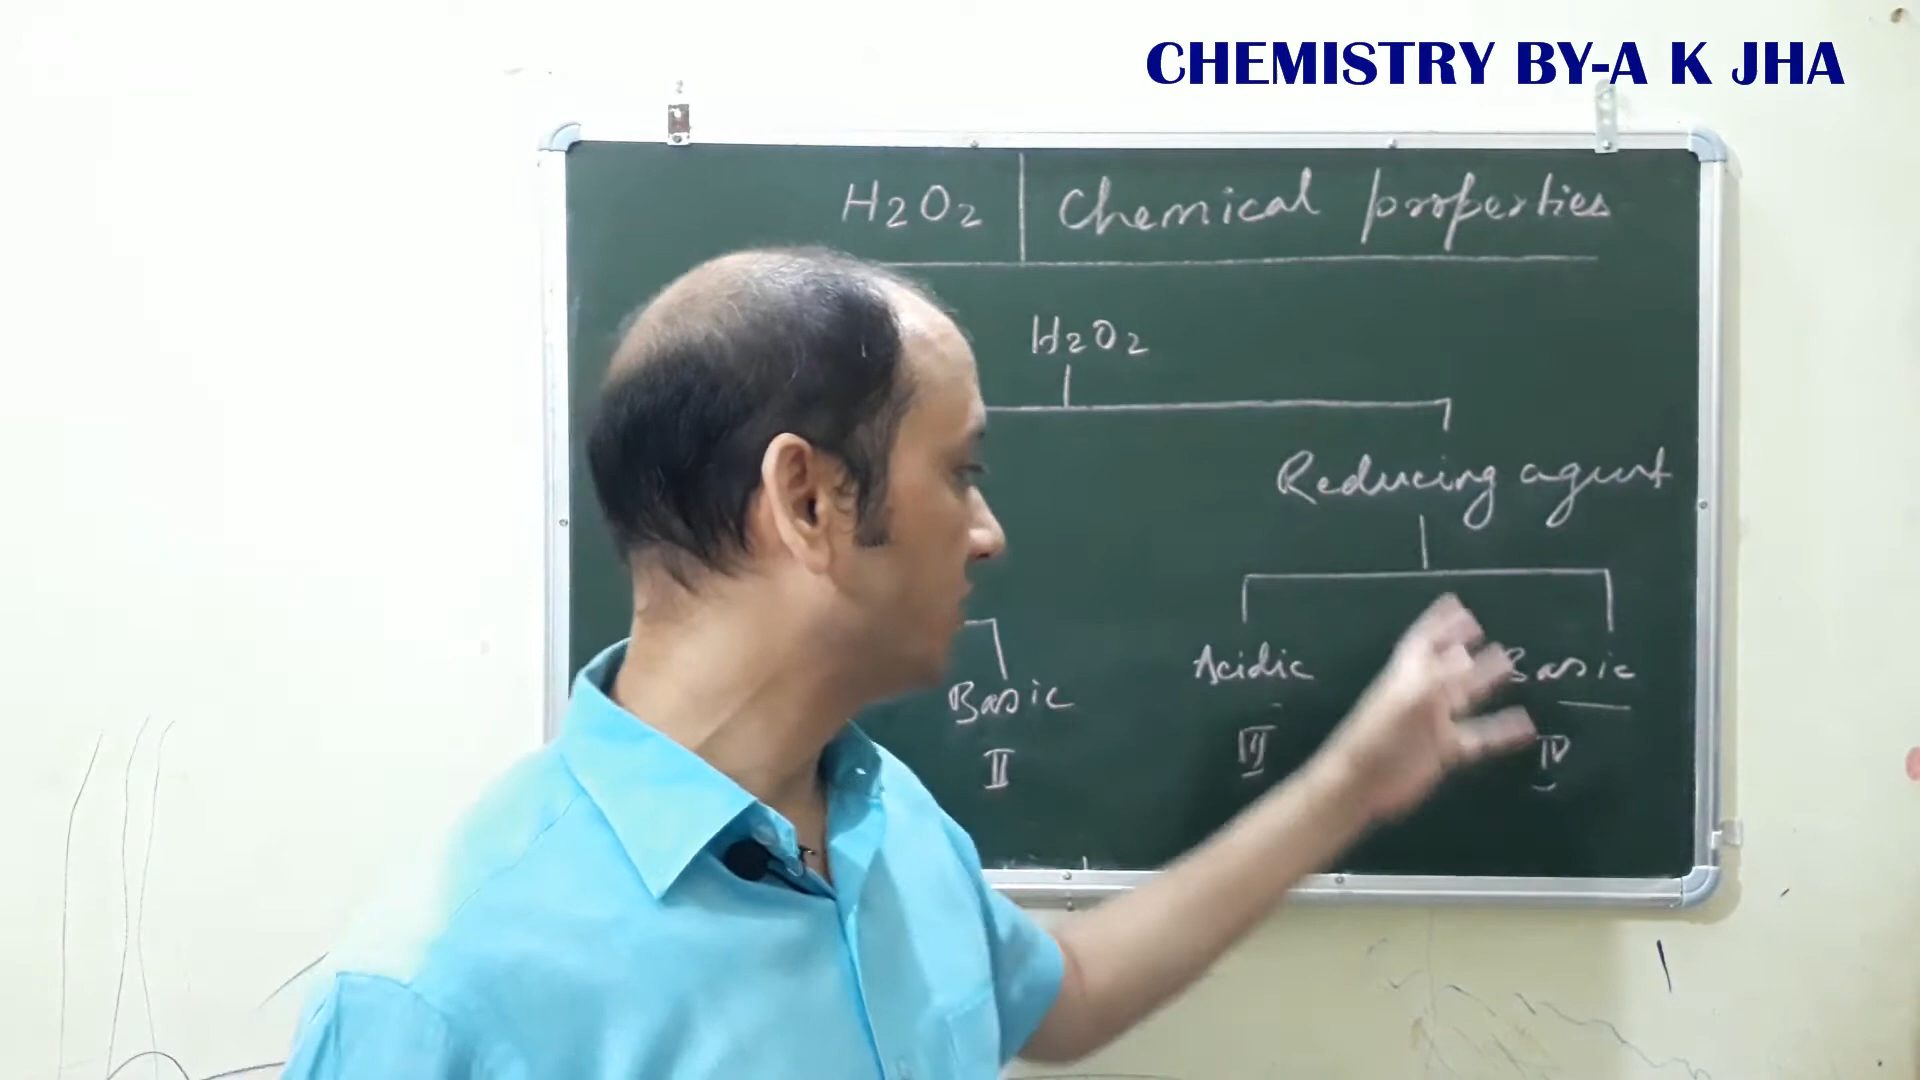 CHEMISTRY BY-A K JHA
H2O2 | Chemical properties
H2O2
Reducing agent
Acidic Basic
Basic
III IV
II